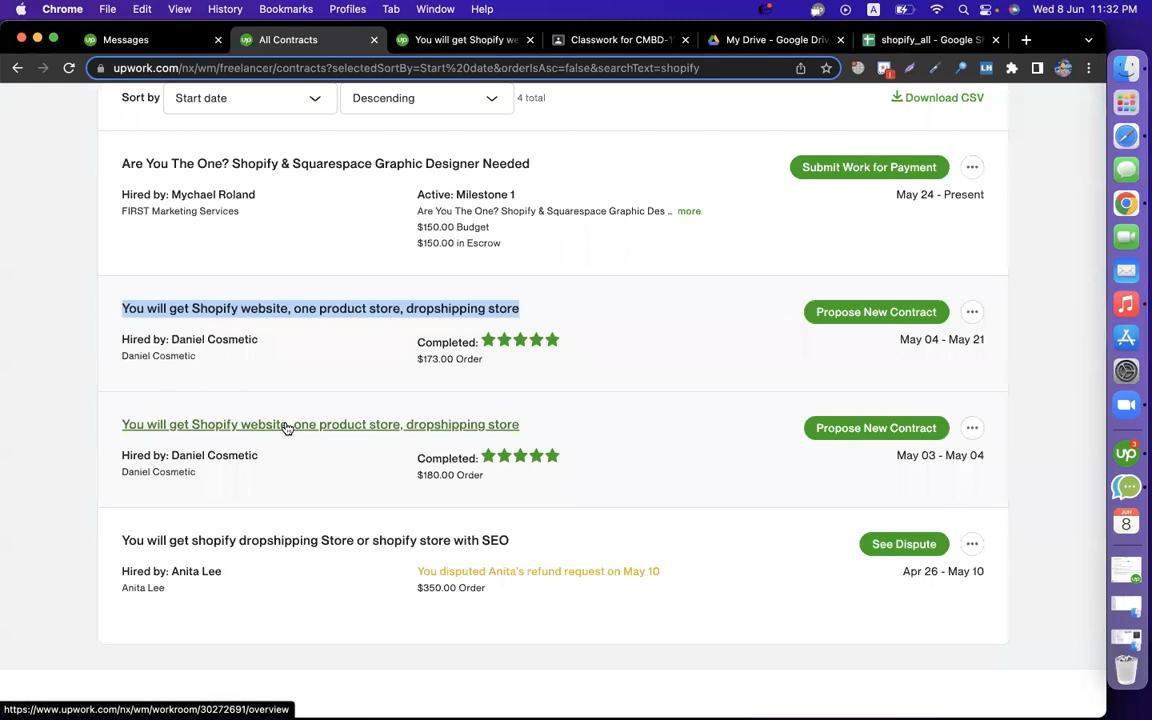 Chrome File Edit View History Bookmarks Profiles Tab Window Help A Wed 8 Jun 11:32 PM
Messages All Contracts You will get Shopify we Classwork for CMBD-1 My Drive - Google Driv shopify_all - Google S
upwork.com/nx/wm/freelancer/contracts?selectedSortBy=Start%20date&orderIsAsc=false&searchText=shopify
Sort by Start date Descending 4 total Download CSV
Are You The One? Shopify & Squarespace Graphic Designer Needed
Submit Work for Payment
Hired by: Mychael Roland Active: Milestone 1 May 24 - Present
FIRST Marketing Services Are You The One? Shopify & Squarespace Graphic Des .. more
$150.00 Budget
$150.00 in Escrow
You will get Shopify website, one product store, dropshipping store
Propose New Contract
Hired by: Daniel Cosmetic Completed: May 04 - May 21
Daniel Cosmetic $173.00 Order
You will get Shopify website, one product store, dropshipping store
Propose New Contract
Hired by: Daniel Cosmetic Completed: May 03 - May 04
Daniel Cosmetic $180.00 Order
You will get shopify dropshipping Store or shopify store with SEO
See Dispute
Hired by: Anita Lee You disputed Anita's refund request on May 10 Apr 26 - May 10
Anita Lee $350.00 Order
LH
up
3
JUN
8
https://www.upwork.com/nx/wm/workroom/30272691/overview